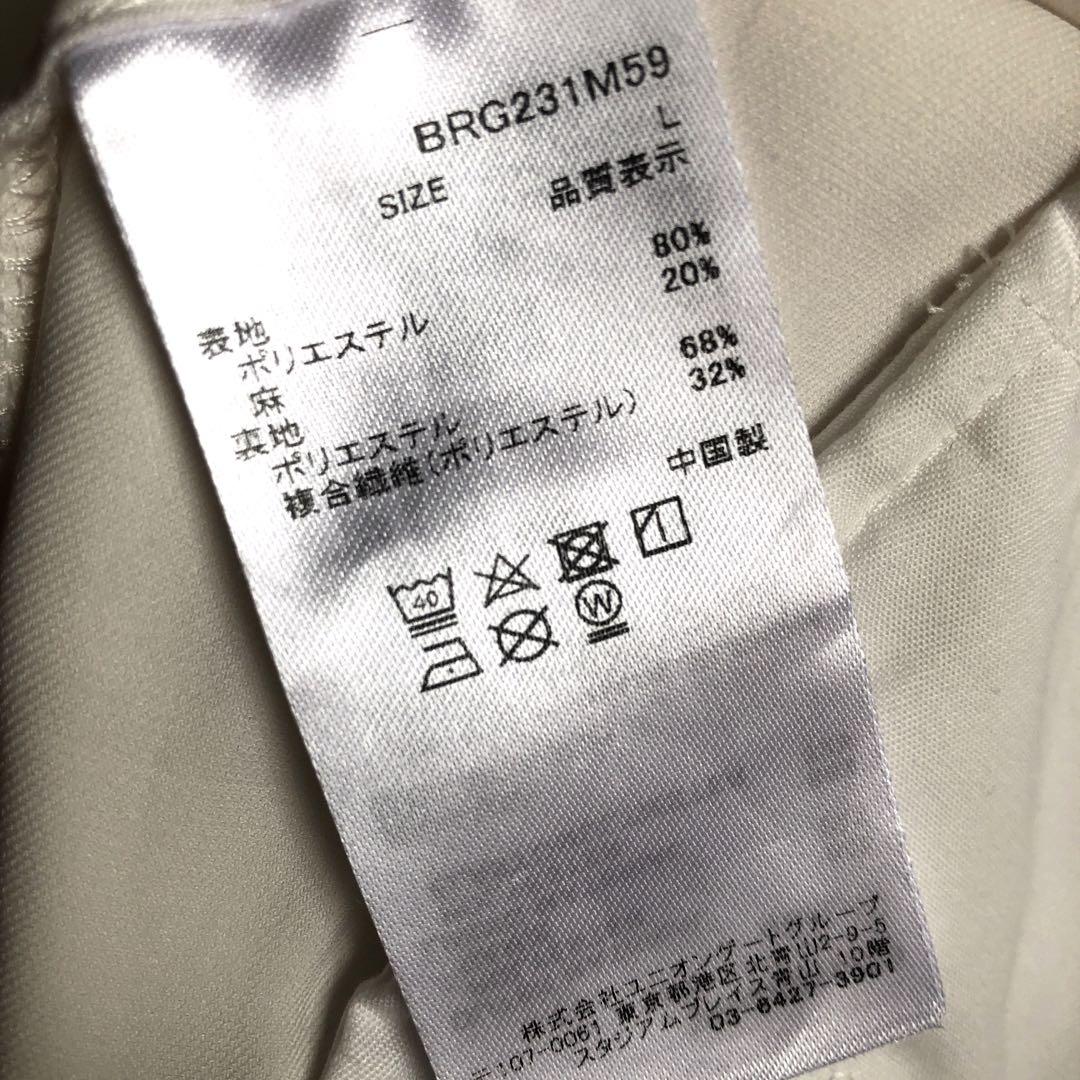 BRG231M59
SIZE L
品質表示
表地
ポリエステル 80%
麻 20%
裏地
ポリエステル 68%
複合繊維(ポリエステル) 32%
中国製
40
W
株式会社ユニオンゲートグループ
〒107-0061 東京都港区北青山2-9-5
スタジアムプレイス青山 10階
03-6427-3901